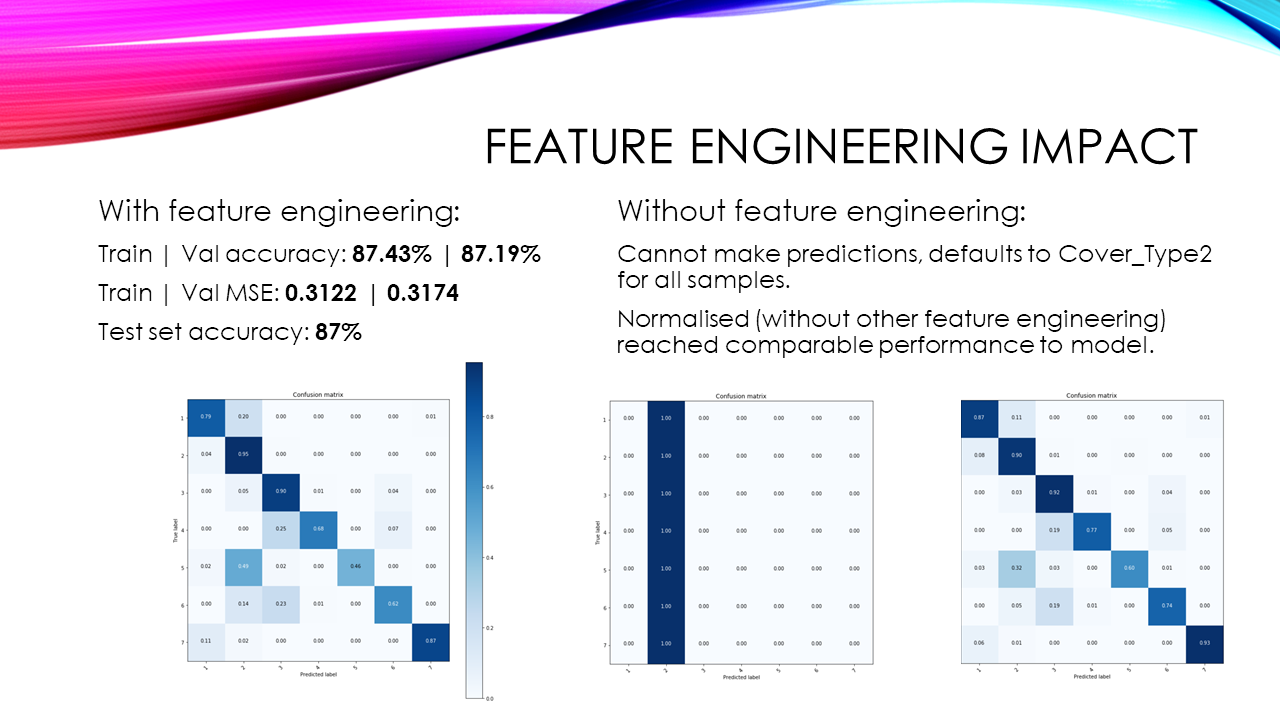 FEATURE ENGINEERING IMPACT
With feature engineering:
Train | Val accuracy: 87.43% | 87.19%
Train | Val MSE: 0.3122 | 0.3174
Test set accuracy: 87%
Without feature engineering:
Cannot make predictions, defaults to Cover_Type2
for all samples.
Normalised (without other feature engineering)
reached comparable performance to model.
Confusion matrix
True label
1 0.79 0.20 0.00 0.00 0.00 0.00 0.01
2 0.04 0.95 0.00 0.00 0.00 0.00 0.00
3 0.00 0.05 0.90 0.01 0.00 0.04 0.00
4 0.00 0.00 0.25 0.68 0.00 0.07 0.00
5 0.02 0.49 0.02 0.00 0.46 0.00 0.00
6 0.00 0.14 0.23 0.01 0.00 0.62 0.00
7 0.11 0.02 0.00 0.00 0.00 0.00 0.87
1 2 3 4 5 6 7
Predicted label
0.8
0.6
0.4
0.2
0.0
Confusion matrix
True label
1 0.00 1.00 0.00 0.00 0.00 0.00 0.00
2 0.00 1.00 0.00 0.00 0.00 0.00 0.00
3 0.00 1.00 0.00 0.00 0.00 0.00 0.00
4 0.00 1.00 0.00 0.00 0.00 0.00 0.00
5 0.00 1.00 0.00 0.00 0.00 0.00 0.00
6 0.00 1.00 0.00 0.00 0.00 0.00 0.00
7 0.00 1.00 0.00 0.00 0.00 0.00 0.00
1 2 3 4 5 6 7
Predicted label
Confusion matrix
0.87 0.11 0.00 0.00 0.00 0.00 0.01
0.08 0.90 0.01 0.00 0.00 0.00 0.00
0.00 0.03 0.92 0.01 0.00 0.04 0.00
0.00 0.00 0.19 0.77 0.00 0.05 0.00
0.03 0.32 0.03 0.00 0.60 0.01 0.00
0.00 0.05 0.19 0.01 0.00 0.74 0.00
0.06 0.01 0.00 0.00 0.00 0.00 0.93
1 2 3 4 5 6 7
Predicted label